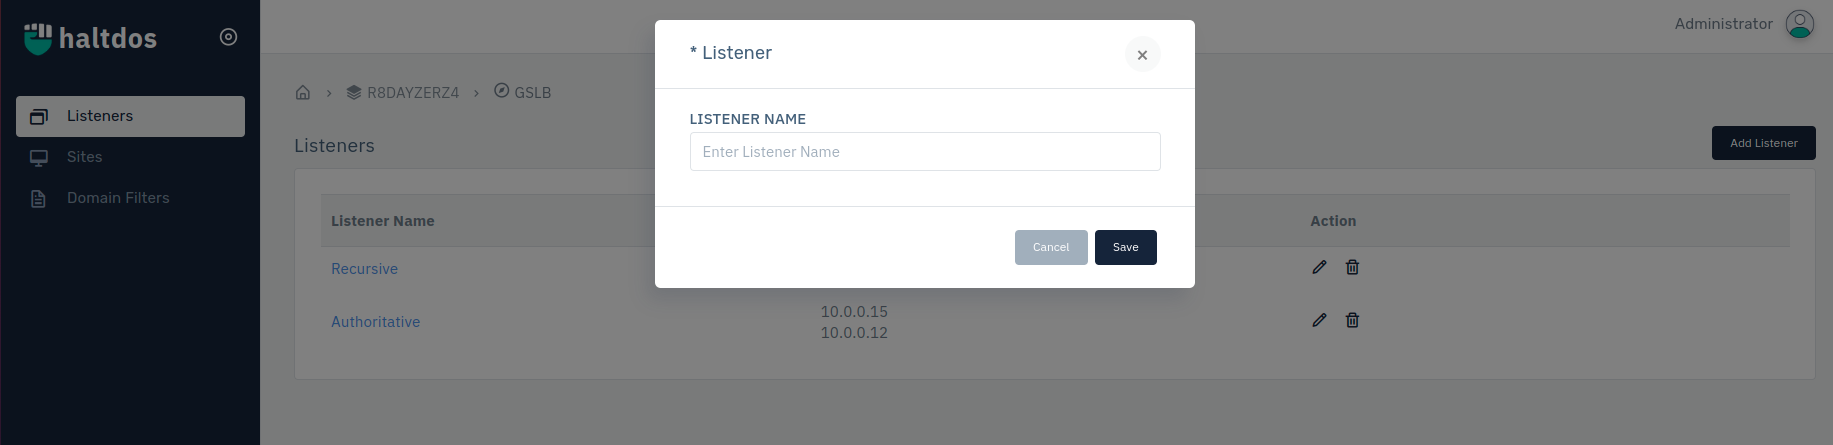 haltdos
Administrator
* Listener
×
R8DAYZERZ4
GSLB
Listeners
Sites
Domain Filters
Listeners
Add Listener
LISTENER NAME
Enter Listener Name
Listener Name
Action
Cancel
Save
Recursive
Authoritative
10.0.0.15
10.0.0.12